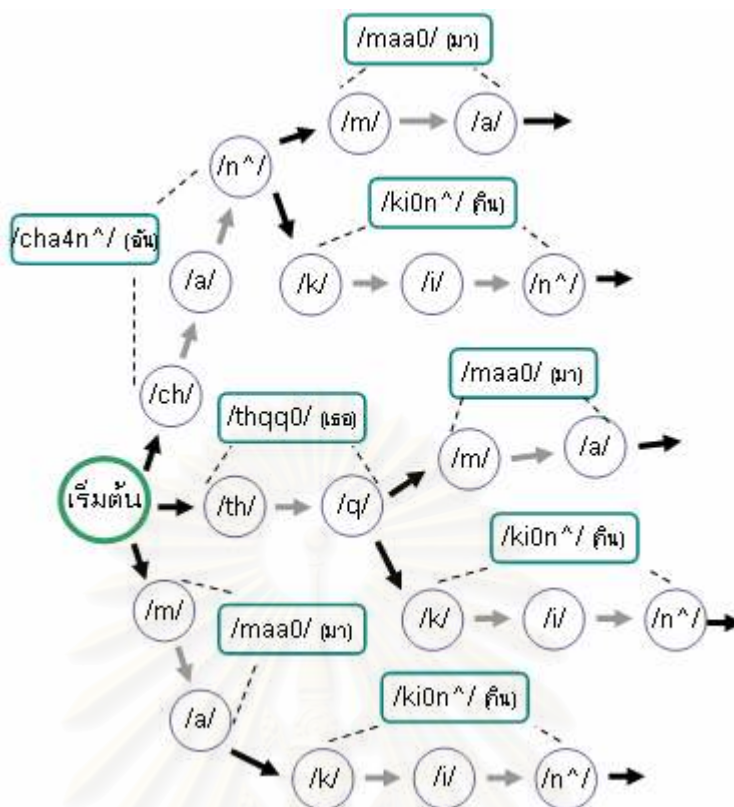 /maa0/ (มา)
/m/
/a/
/n^/
/ki0n^/ (กิน)
/cha4n^/ (ฉัน)
/a/
/k/
/i/
/n^/
/ch/
/maa0/ (มา)
/thqq0/ (เธอ)
/m/
/a/
เริ่มต้น
/th/
/q/
/ki0n^/ (กิน)
/m/
/maa0/ (มา)
/k/
/i/
/n^/
/a/
/ki0n^/ (กิน)
/k/
/i/
/n^/